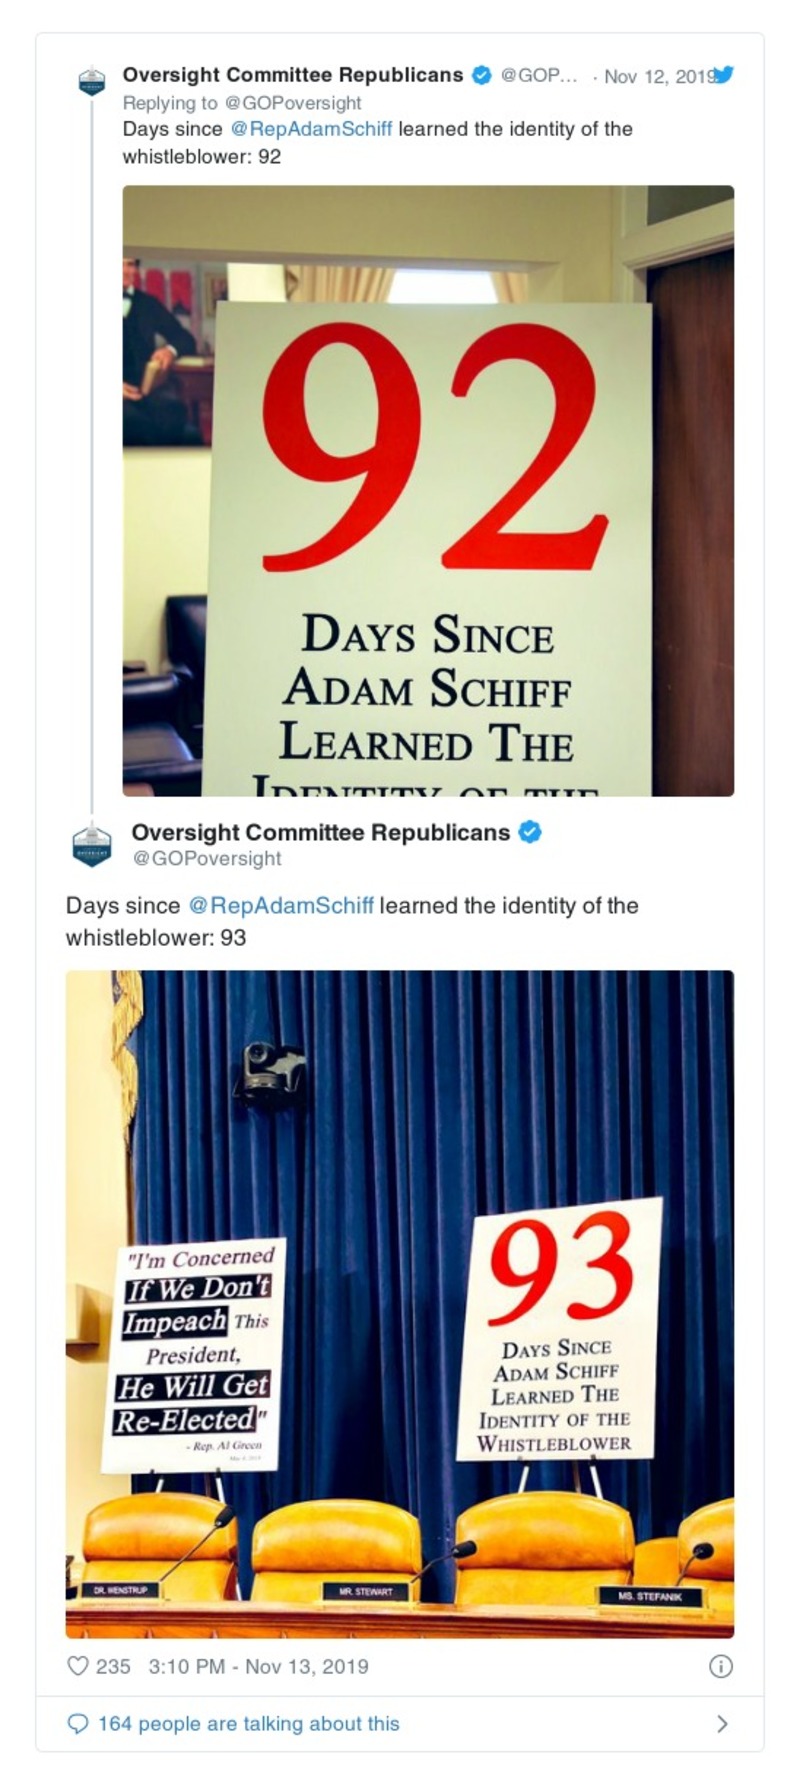 Oversight Committee Republicans @GOP... · Nov 12, 2019
Replying to @GOPoversight
Days since @RepAdamSchiff learned the identity of the
whistleblower: 92
92
DAYS SINCE
ADAM SCHIFF
LEARNED THE
IDENTITY OF THE
Oversight Committee Republicans
@GOPoversight
Days since @RepAdamSchiff learned the identity of the
whistleblower: 93
"I'm Concerned
If We Don't
Impeach This
President,
He Will Get
Re-Elected"
- Rep. Al Green
93
DAYS SINCE
ADAM SCHIFF
LEARNED THE
IDENTITY OF THE
WHISTLEBLOWER
DR. WENSTRUP
MR. STEWART
MS. STEFANIK
235 3:10 PM - Nov 13, 2019
164 people are talking about this